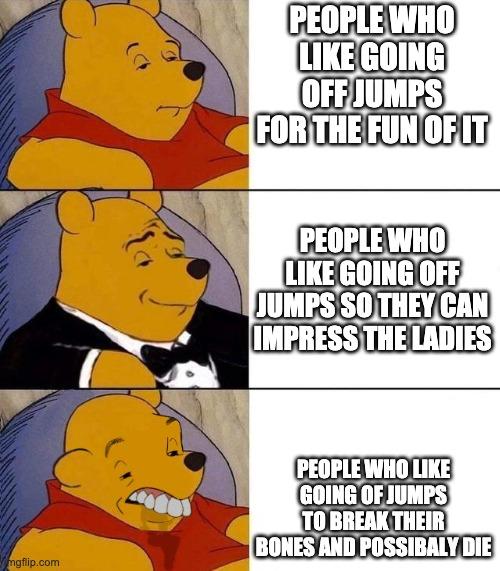 PEOPLE WHO
LIKE GOING
OFF JUMPS
FOR THE FUN OF IT
PEOPLE WHO
LIKE GOING OFF
JUMPS SO THEY CAN
IMPRESS THE LADIES
PEOPLE WHO LIKE
GOING OF JUMPS
TO BREAK THEIR
BONES AND POSSIBALY DIE
imgflip.com